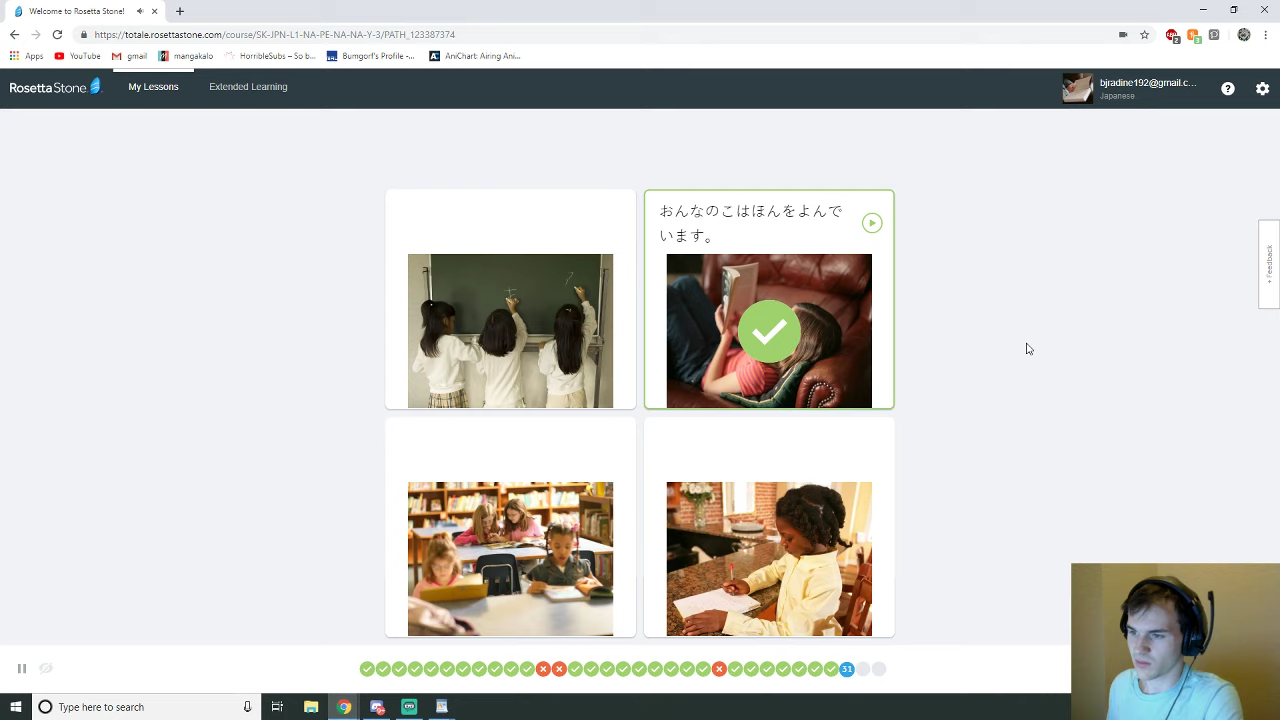 Welcome to Rosetta Stone!
https://totale.rosettastone.com/course/SK-JPN-L1-NA-PE-NA-NA-Y-3/PATH_123387374
Apps
YouTube
gmail
mangakalo
HorribleSubs – So b...
Bumgorf's Profile -...
AniChart: Airing Ani...
RosettaStone
My Lessons
Extended Learning
bjradine192@gmail.c...
Japanese
おんなのこはほんをよんで
います。
+ Feedback
31
Type here to search